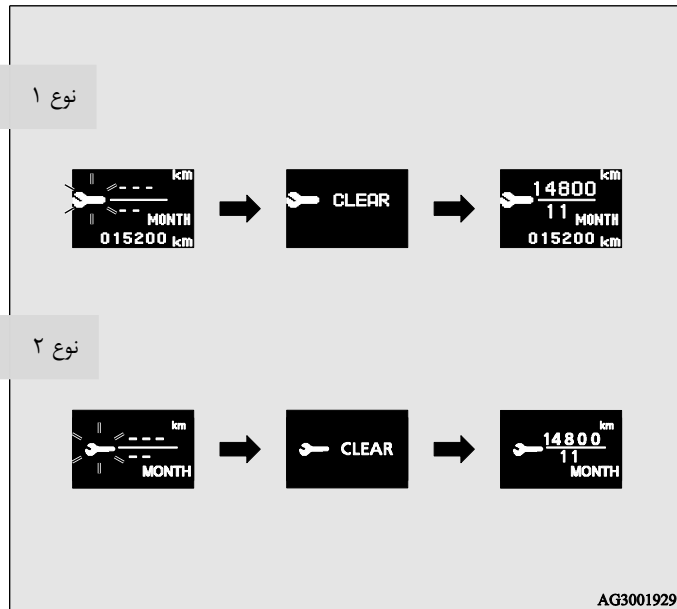 نوع ۱
km
---
MONTH
015200 km
CLEAR
km
14800
11 MONTH
015200 km
نوع ۲
km
---
--
MONTH
CLEAR
km
14800
11
MONTH
AG3001929